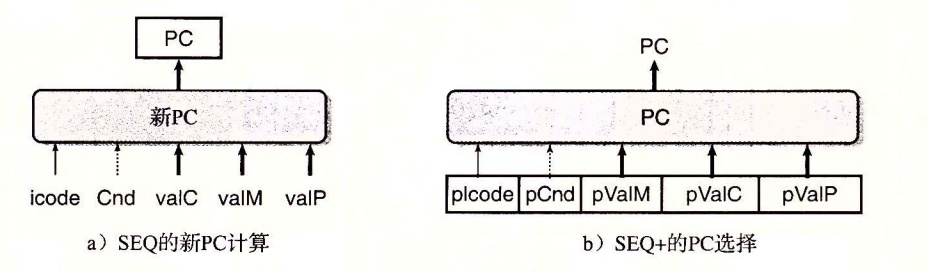 PC
新PC
icode Cnd valC valM valP
a）SEQ的新PC计算
PC
PC
pIcode pCnd pValM pValC pValP
b）SEQ+的PC选择